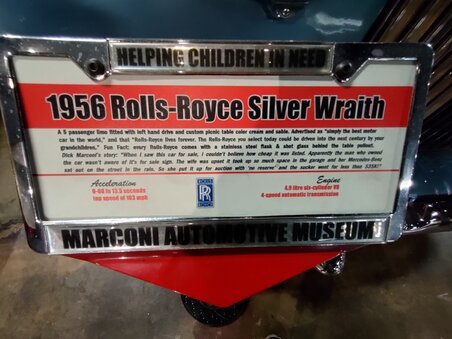 HELPING CHILDREN IN NEED
1956 Rolls-Royce Silver Wraith
A 5 passenger limo fitted with left hand drive and custom picnic table color cream and sable. Advertised as "simply the best motor
car in the world," and that "Rolls-Royce lives forever. The Rolls-Royce you select today could be driven into the next century by your
grandchildren." Fun Fact: every Rolls-Royce comes with a stainless steel flask & shot glass behind the table pullout.
Dick Marconi's story: "When I saw this car for sale, I couldn't believe how cheap it was listed. Apparently the man who owned
the car wasn't aware of it's for sale sign. The wife was upset it took up so much space in the garage and her Mercedes-Benz
sat out on the street in the rain. So she put it up for auction with 'no reserve' and the sucker went for less then $35K!"
Acceleration
0-60 in 13.5 seconds
top speed of 103 mph
ROLLS
RR
ROYCE
Engine
4.9 litre six-cylinder V8
4-speed automatic transmission
MARCONI AUTOMOTIVE MUSEUM